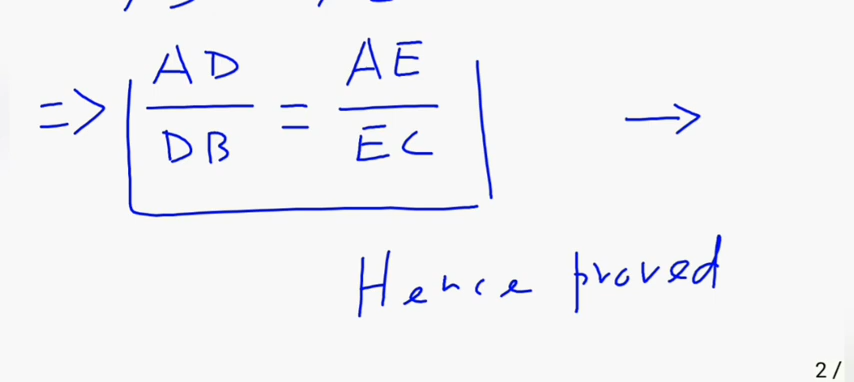 => AD/DB = AE/EC →
Hence proved
2/